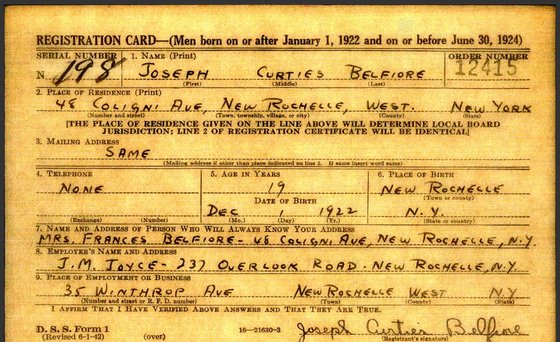 REGISTRATION CARD—(Men born on or after January 1, 1922 and on or before June 30, 1924)
SERIAL NUMBER 1. NAME (Print) ORDER NUMBER
N 198 JOSEPH CURTIES BELFIORE 12415
(First) (Middle) (Last)
2. PLACE OF RESIDENCE (Print)
48 COLIGNI AVE, NEW ROCHELLE, WEST. NEW YORK
(Number and street) (Town, township, village, or city) (County) (State)
[THE PLACE OF RESIDENCE GIVEN ON THE LINE ABOVE WILL DETERMINE LOCAL BOARD
JURISDICTION; LINE 2 OF REGISTRATION CERTIFICATE WILL BE IDENTICAL]
3. MAILING ADDRESS
SAME
(Mailing address if other than place indicated on line 2. If same insert word same)
4. TELEPHONE 5. AGE IN YEARS 6. PLACE OF BIRTH
NONE 19 NEW ROCHELLE
(Town or county)
DATE OF BIRTH
DEC 1 1922 N.Y.
(Exchange) (Number) (Mo.) (Day) (Yr.) (State or country)
7. NAME AND ADDRESS OF PERSON WHO WILL ALWAYS KNOW YOUR ADDRESS
MRS. FRANCES BELFIORE- 48 COLIGNI AVE, NEW ROCHELLE, N.Y.
8. EMPLOYER'S NAME AND ADDRESS
J.M. JOYCE- 237 OVERLOOK ROAD- NEW ROCHELLE, N.Y.
9. PLACE OF EMPLOYMENT OR BUSINESS
35 WINTHROP AVE NEW ROSHELLE WEST N.Y
(Number and street or R. F. D. number) (Town) (County) (State)
I AFFIRM THAT I HAVE VERIFIED ABOVE ANSWERS AND THAT THEY ARE TRUE.
D. S. S. Form 1
(Revised 6-1-42) (over) 16—21630-3 Joseph Curties Belfiore
(Registrant's signature)